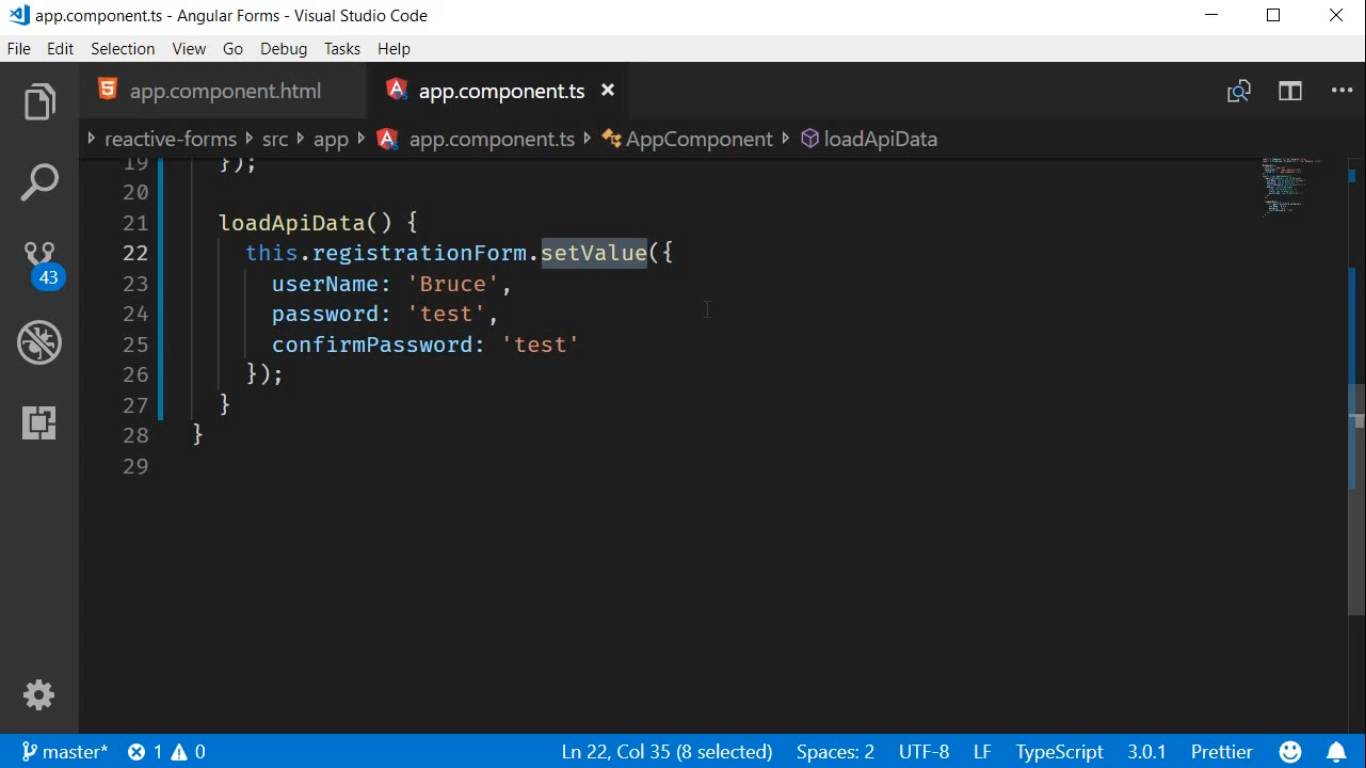 app.component.ts - Angular Forms - Visual Studio Code
File Edit Selection View Go Debug Tasks Help
app.component.html app.component.ts
reactive-forms src app app.component.ts AppComponent loadApiData
19 });
20
21 loadApiData() {
22 this.registrationForm.setValue({
23 userName: 'Bruce',
24 password: 'test',
25 confirmPassword: 'test'
26 });
27 }
28 }
29
43
master* 1 0 Ln 22, Col 35 (8 selected) Spaces: 2 UTF-8 LF TypeScript 3.0.1 Prettier